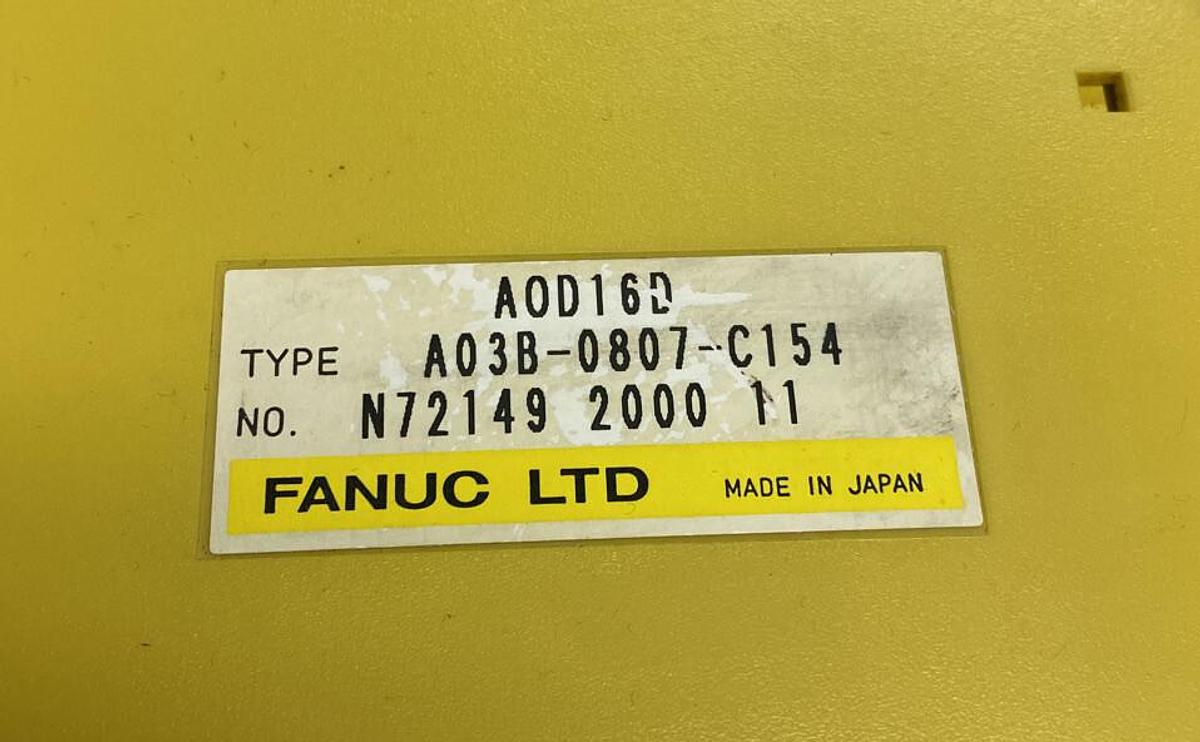 AOD16D
TYPE A03B-0807-C154
NO. N72149 2000 11
FANUC LTD MADE IN JAPAN